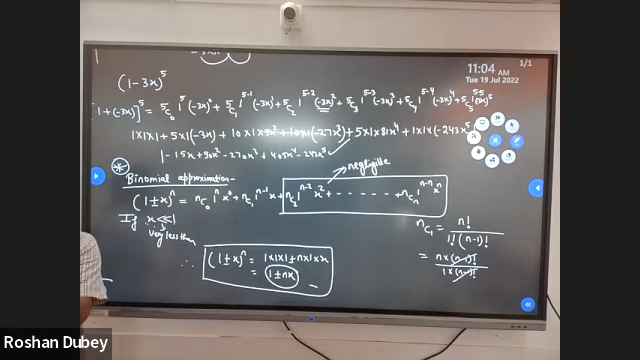 11:04 AM
Tue 19 Jul 2022
1/1
(1-3x)^5
[1+(-3x)]^5 = 5C0 1^5 (-3x)^0 + 5C1 1^(5-1) (-3x)^1 + 5C2 1^(5-2) (-3x)^2 + 5C3 1^(5-3) (-3x)^3 + 5C4 1^(5-4) (-3x)^4 + 5C5 1^(5-5) (-3x)^5
1×1×1 + 5×1×(-3x) + 10×1×9x^2 + 10×1×(-27x^3) + 5×1×81x^4 + 1×1×(-243x^5
1 - 15x + 90x^2 - 270x^3 + 405x^4 - 243x^5
* Binomial approximation
negligible
(1±x)^n = nC0 1^n x^0 + nC1 1^(n-1) x + nC2 1^(n-2) x^2 + ------ + nCn 1^(n-n) x^n
If x<<1
Very less than
∴ (1±x)^n = 1×1×1 ± n×1×x
= 1±nx
nC1 = n! / 1!(n-1)!
= n×(n-1)! / 1×(n-1)!
Roshan Dubey